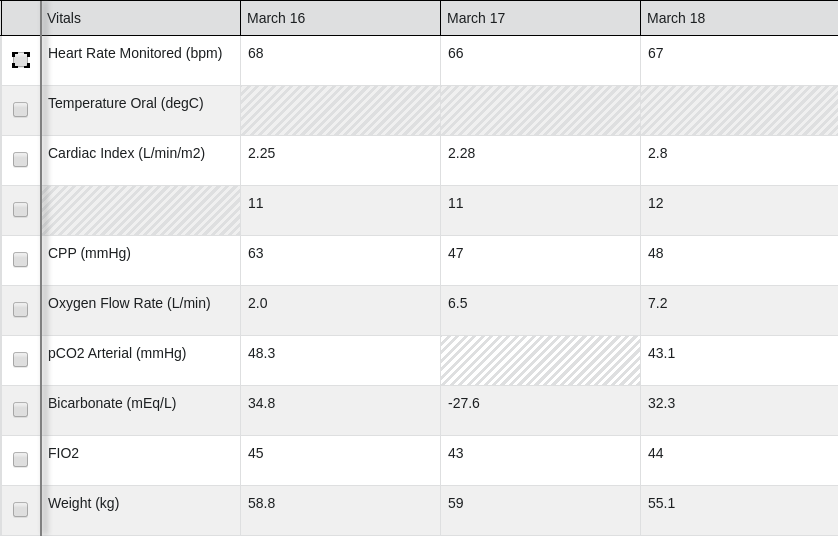 Vitals March 16 March 17 March 18
Heart Rate Monitored (bpm) 68 66 67
Temperature Oral (degC)
Cardiac Index (L/min/m2) 2.25 2.28 2.8
11 11 12
CPP (mmHg) 63 47 48
Oxygen Flow Rate (L/min) 2.0 6.5 7.2
pCO2 Arterial (mmHg) 48.3 43.1
Bicarbonate (mEq/L) 34.8 -27.6 32.3
FIO2 45 43 44
Weight (kg) 58.8 59 55.1